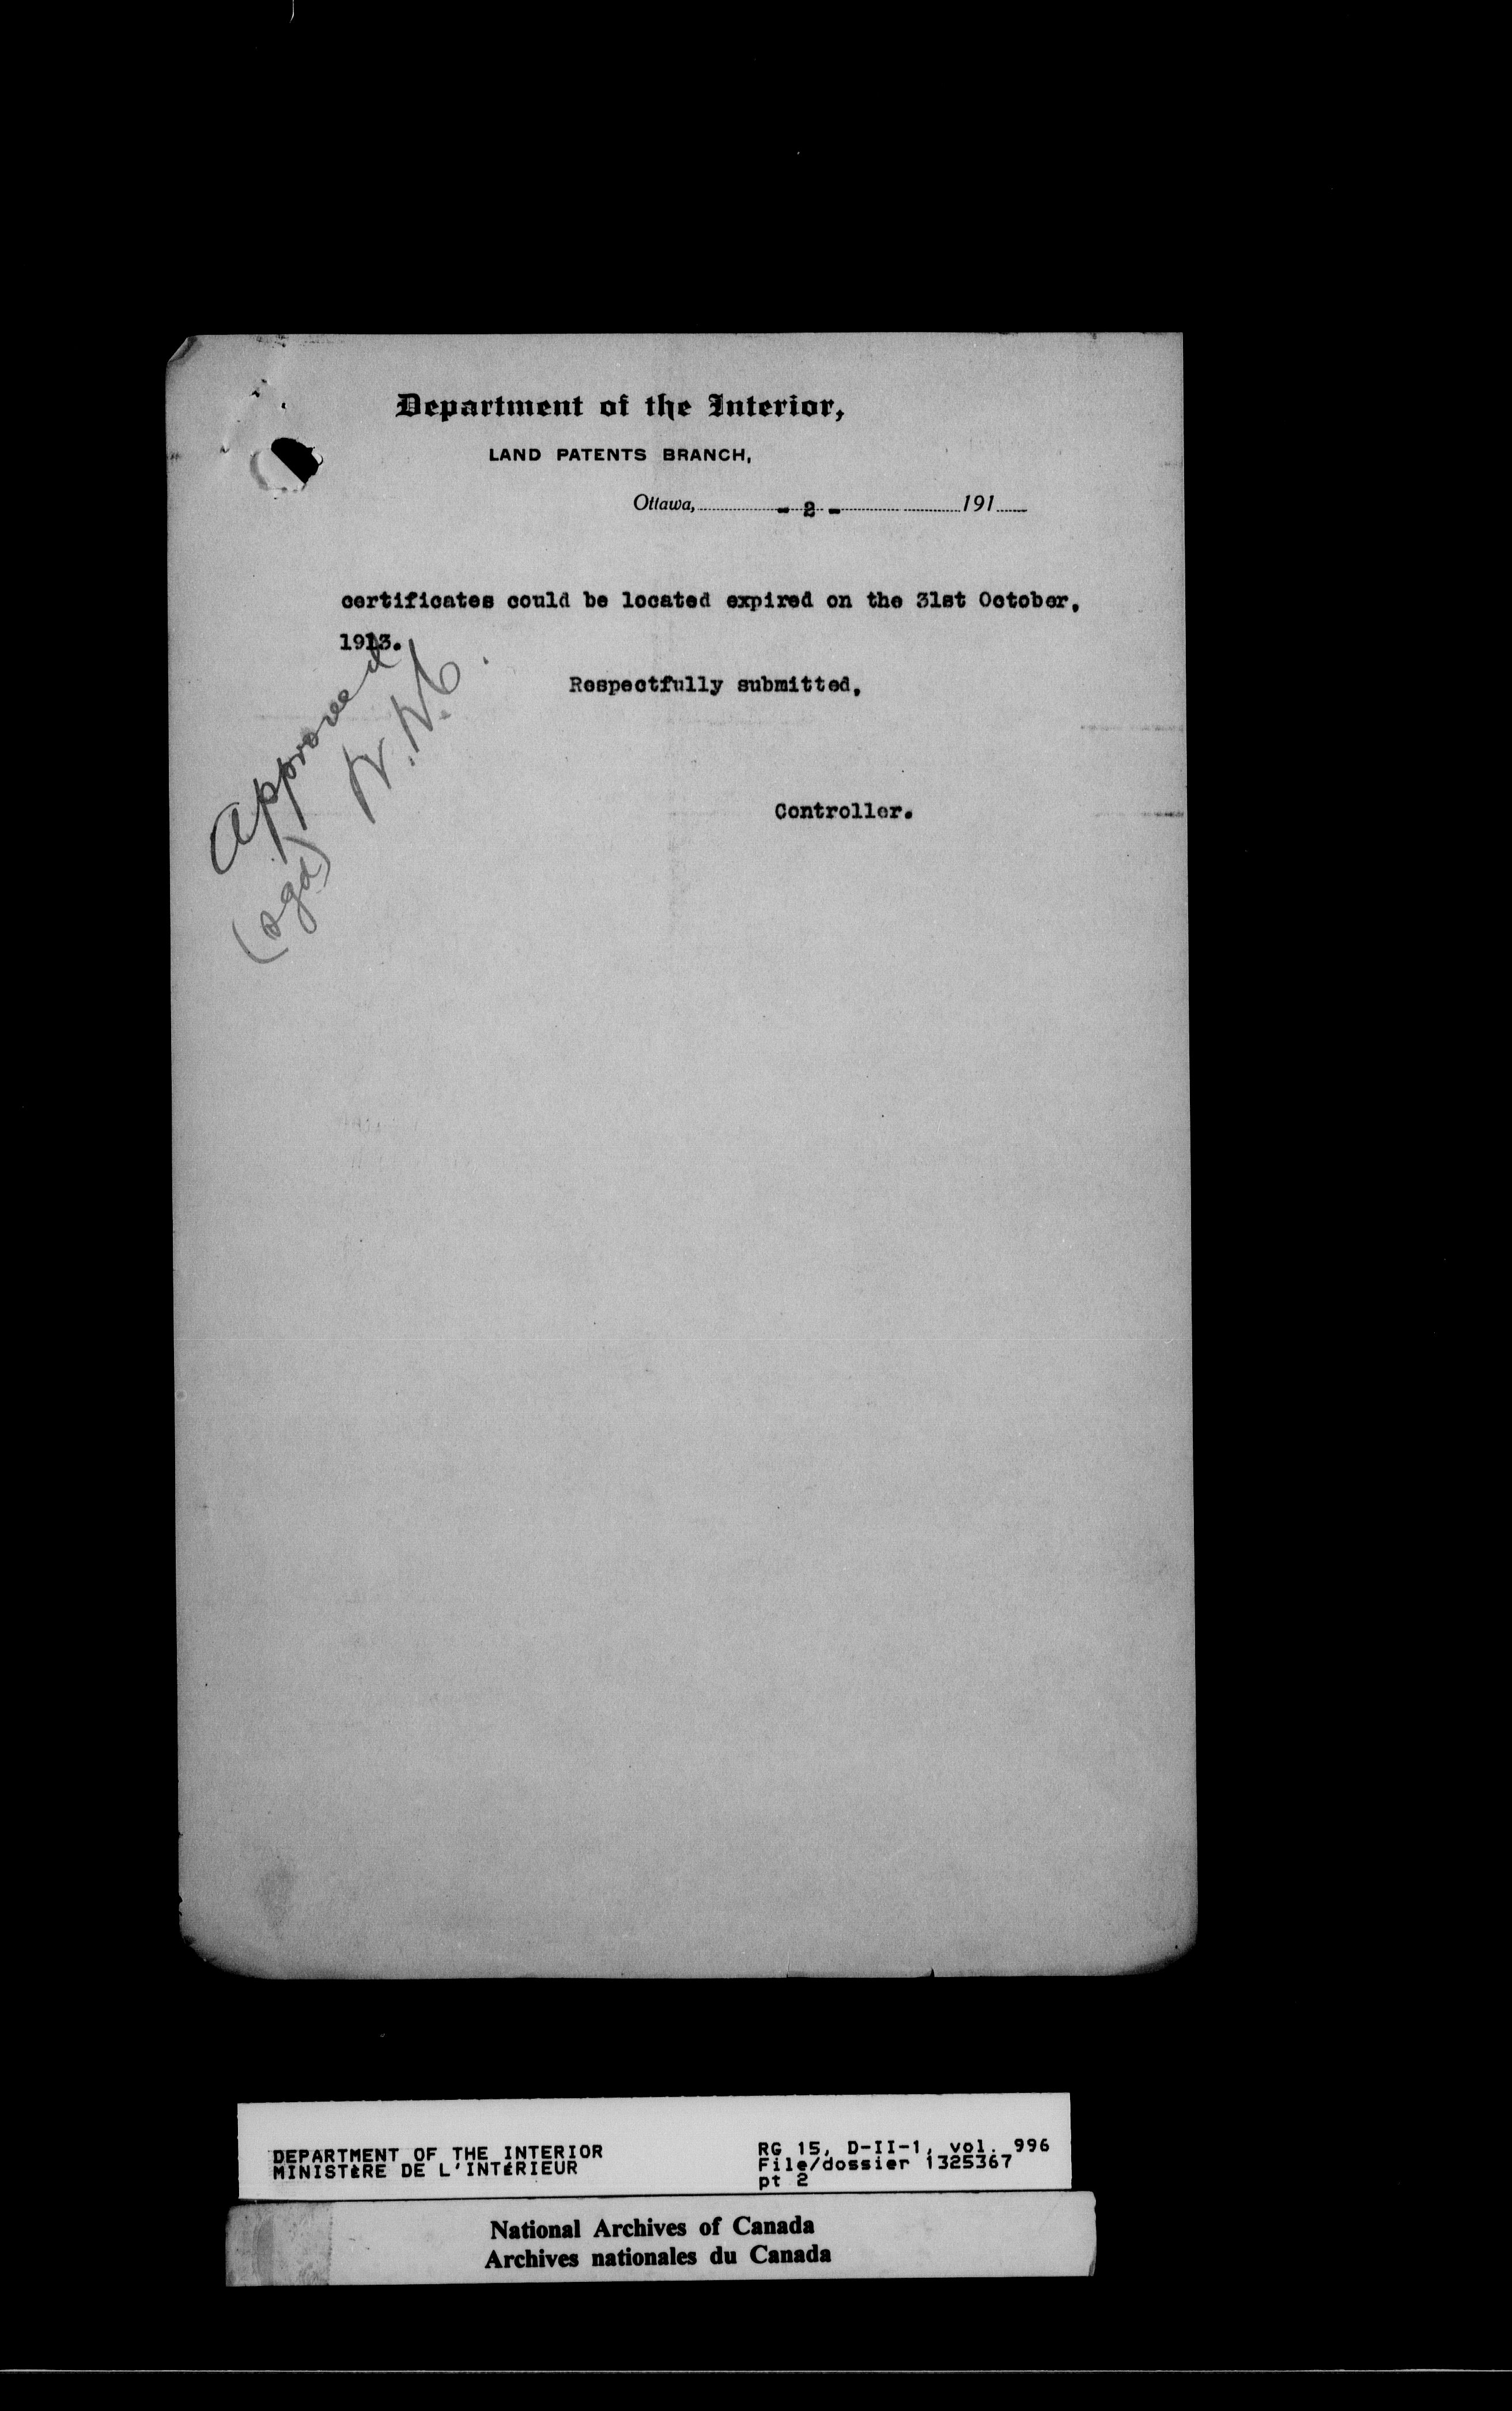 Department of the Interior,
LAND PATENTS BRANCH,
Ottawa, - 2 - 191
certificates could be located expired on the 31st October,
1913.
Respectfully submitted,
Controller.
Approved
(sgd)
DEPARTMENT OF THE INTERIOR
MINISTÈRE DE L'INTÉRIEUR
RG 15, D-II-1, vol. 996
File/dossier 1325367
pt 2
National Archives of Canada
Archives nationales du Canada